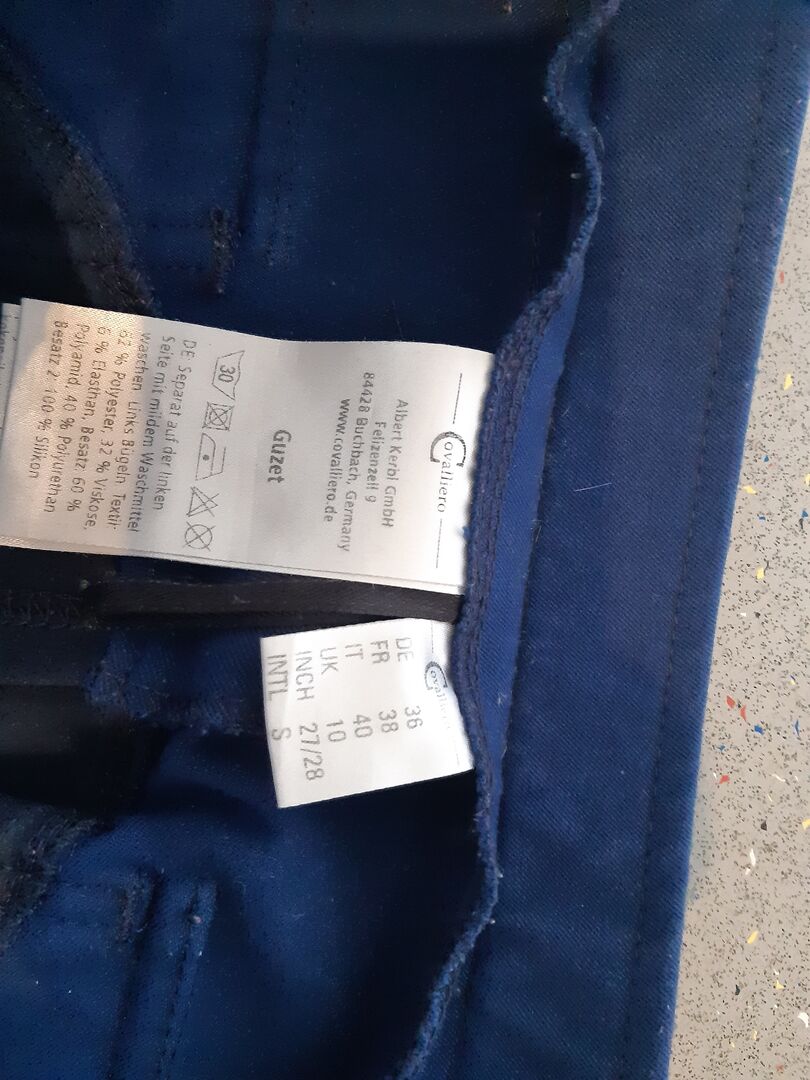 Covalliero
Albert Kerbl GmbH
Felizenzell 9
84428 Buchbach, Germany
www.covalliero.de
Guzet
30
DE: Separat auf der linken
Seite mit mildem Waschmittel
waschen. Links Bügeln. Textil:
62 % Polyester, 32 % Viskose,
6 % Elasthan, Besatz: 60 %
Polyamid, 40 % Polyurethan
Besatz 2: 100 % Silikon
Covalliero
DE 36
FR 38
IT 40
UK 10
INCH 27/28
INTL S